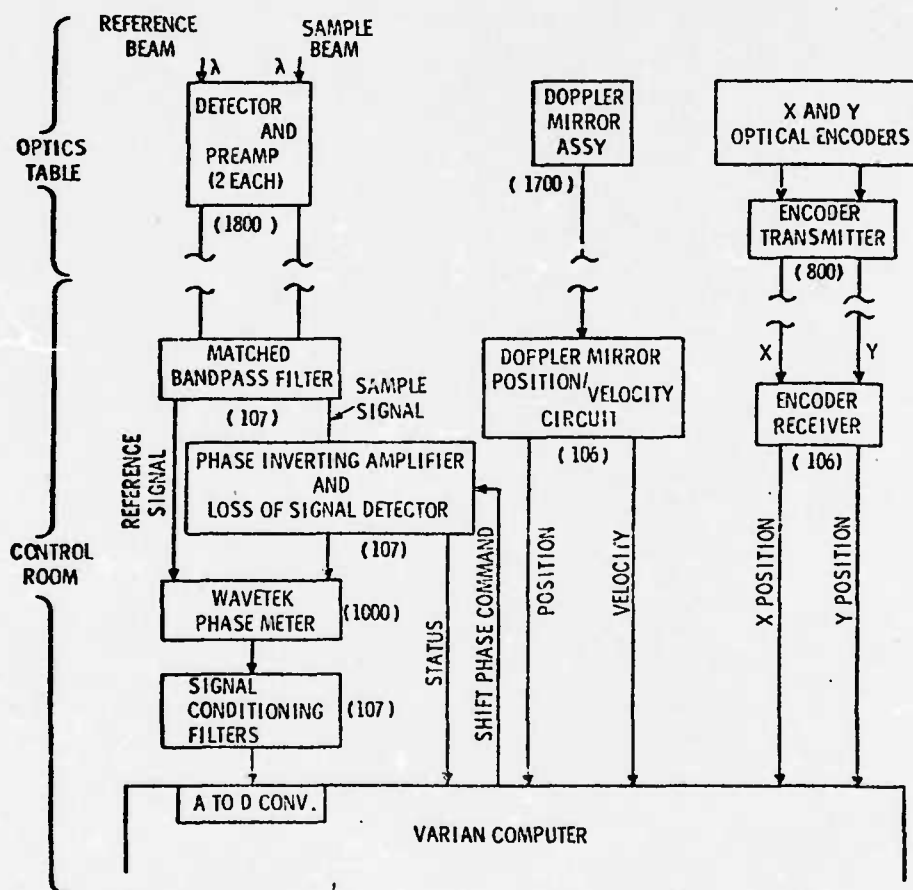 REFERENCE
BEAM
SAMPLE
BEAM
λ
λ
DETECTOR
AND
PREAMP
(2 EACH)
(1800)
DOPPLER
MIRROR
ASSY
(1700)
X AND Y
OPTICAL ENCODERS
ENCODER
TRANSMITTER
(800)
OPTICS
TABLE
MATCHED
BANDPASS FILTER
(107)
SAMPLE
SIGNAL
REFERENCE
SIGNAL
PHASE INVERTING AMPLIFIER
AND
LOSS OF SIGNAL DETECTOR
(107)
DOPPLER MIRROR
POSITION/VELOCITY
CIRCUIT
(106)
X
Y
ENCODER
RECEIVER
(106)
CONTROL
ROOM
WAVETEK
PHASE METER
(1000)
SIGNAL
CONDITIONING
FILTERS
(107)
STATUS
SHIFT PHASE COMMAND
POSITION
VELOCITY
X POSITION
Y POSITION
A TO D CONV.
VARIAN COMPUTER